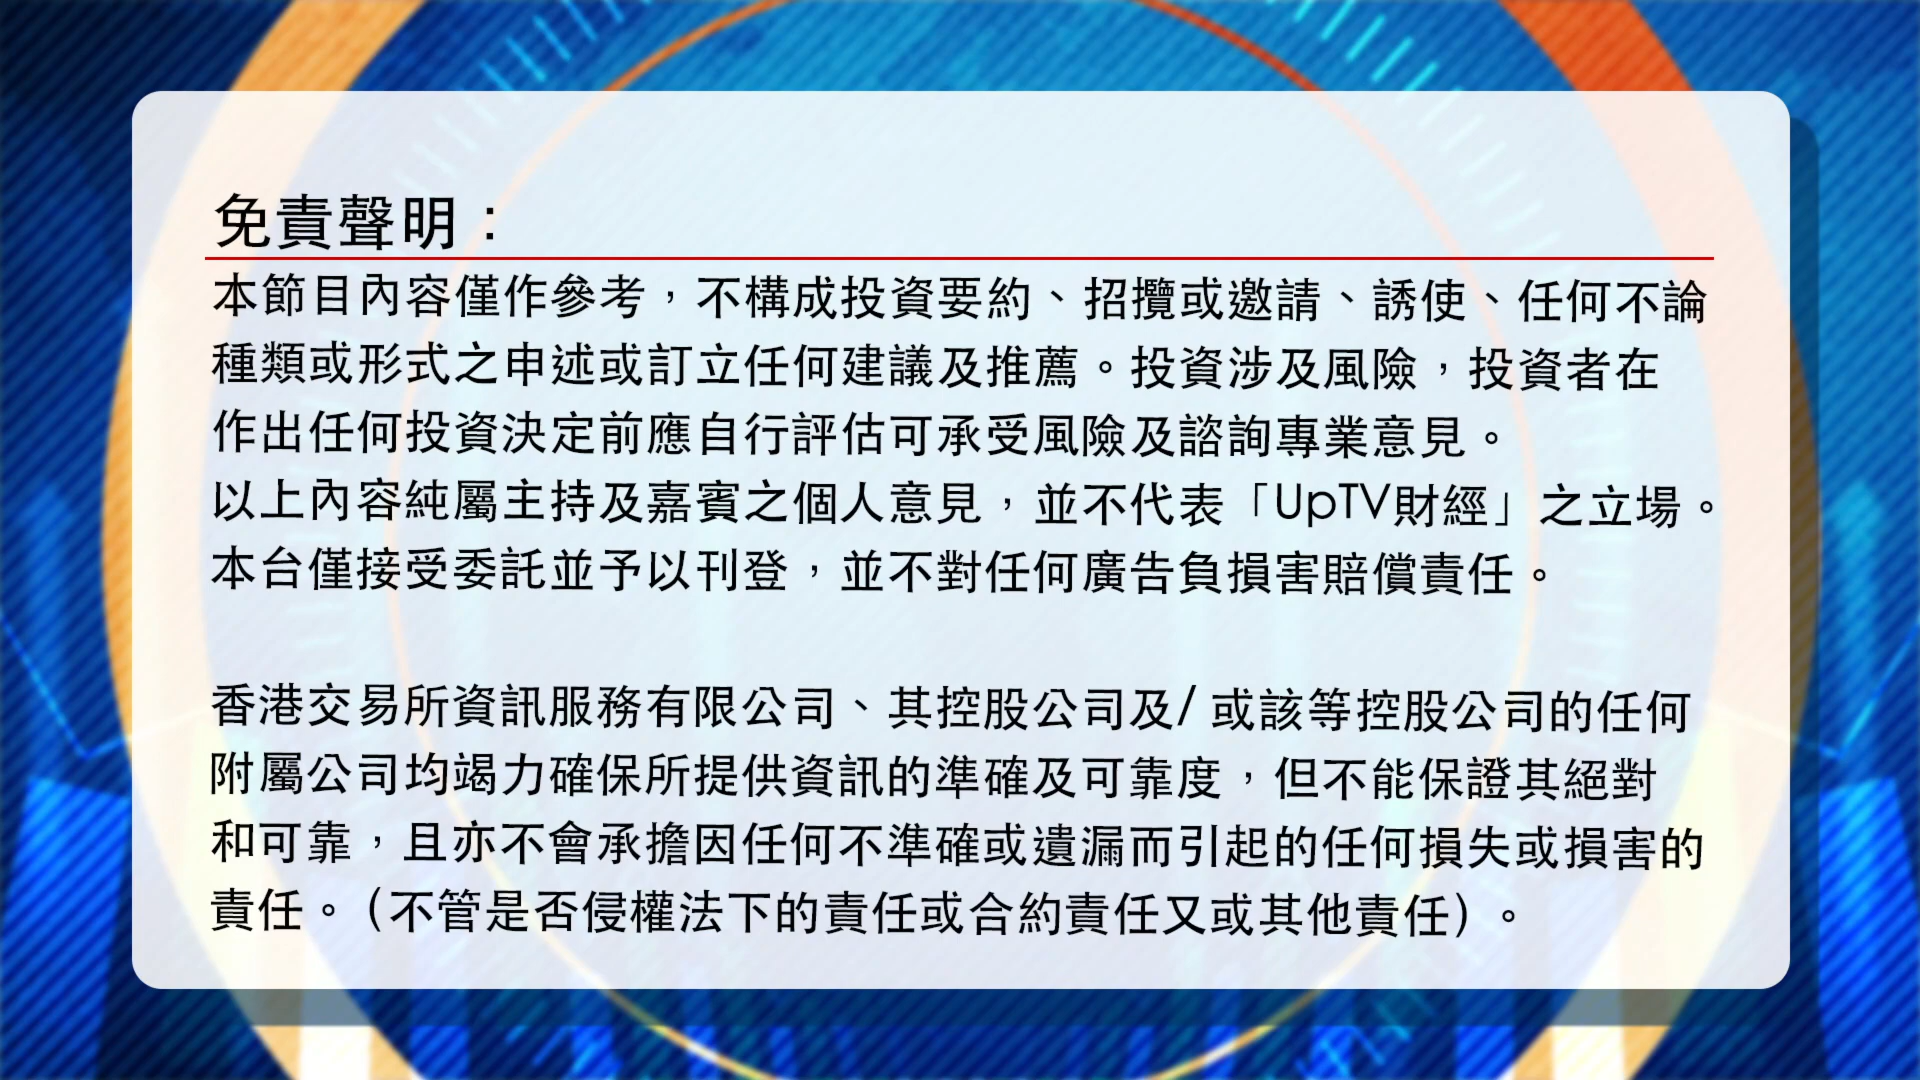 免責聲明：
本節目內容僅作參考，不構成投資要約、招攬或邀請、誘使、任何不論
種類或形式之申述或訂立任何建議及推薦。投資涉及風險，投資者在
作出任何投資決定前應自行評估可承受風險及諮詢專業意見。
以上內容純屬主持及嘉賓之個人意見，並不代表「UpTV財經」之立場。
本台僅接受委託並予以刊登，並不對任何廣告負損害賠償責任。
香港交易所資訊服務有限公司、其控股公司及/ 或該等控股公司的任何
附屬公司均竭力確保所提供資訊的準確及可靠度，但不能保證其絕對
和可靠，且亦不會承擔因任何不準確或遺漏而引起的任何損失或損害的
責任。（不管是否侵權法下的責任或合約責任又或其他責任）。